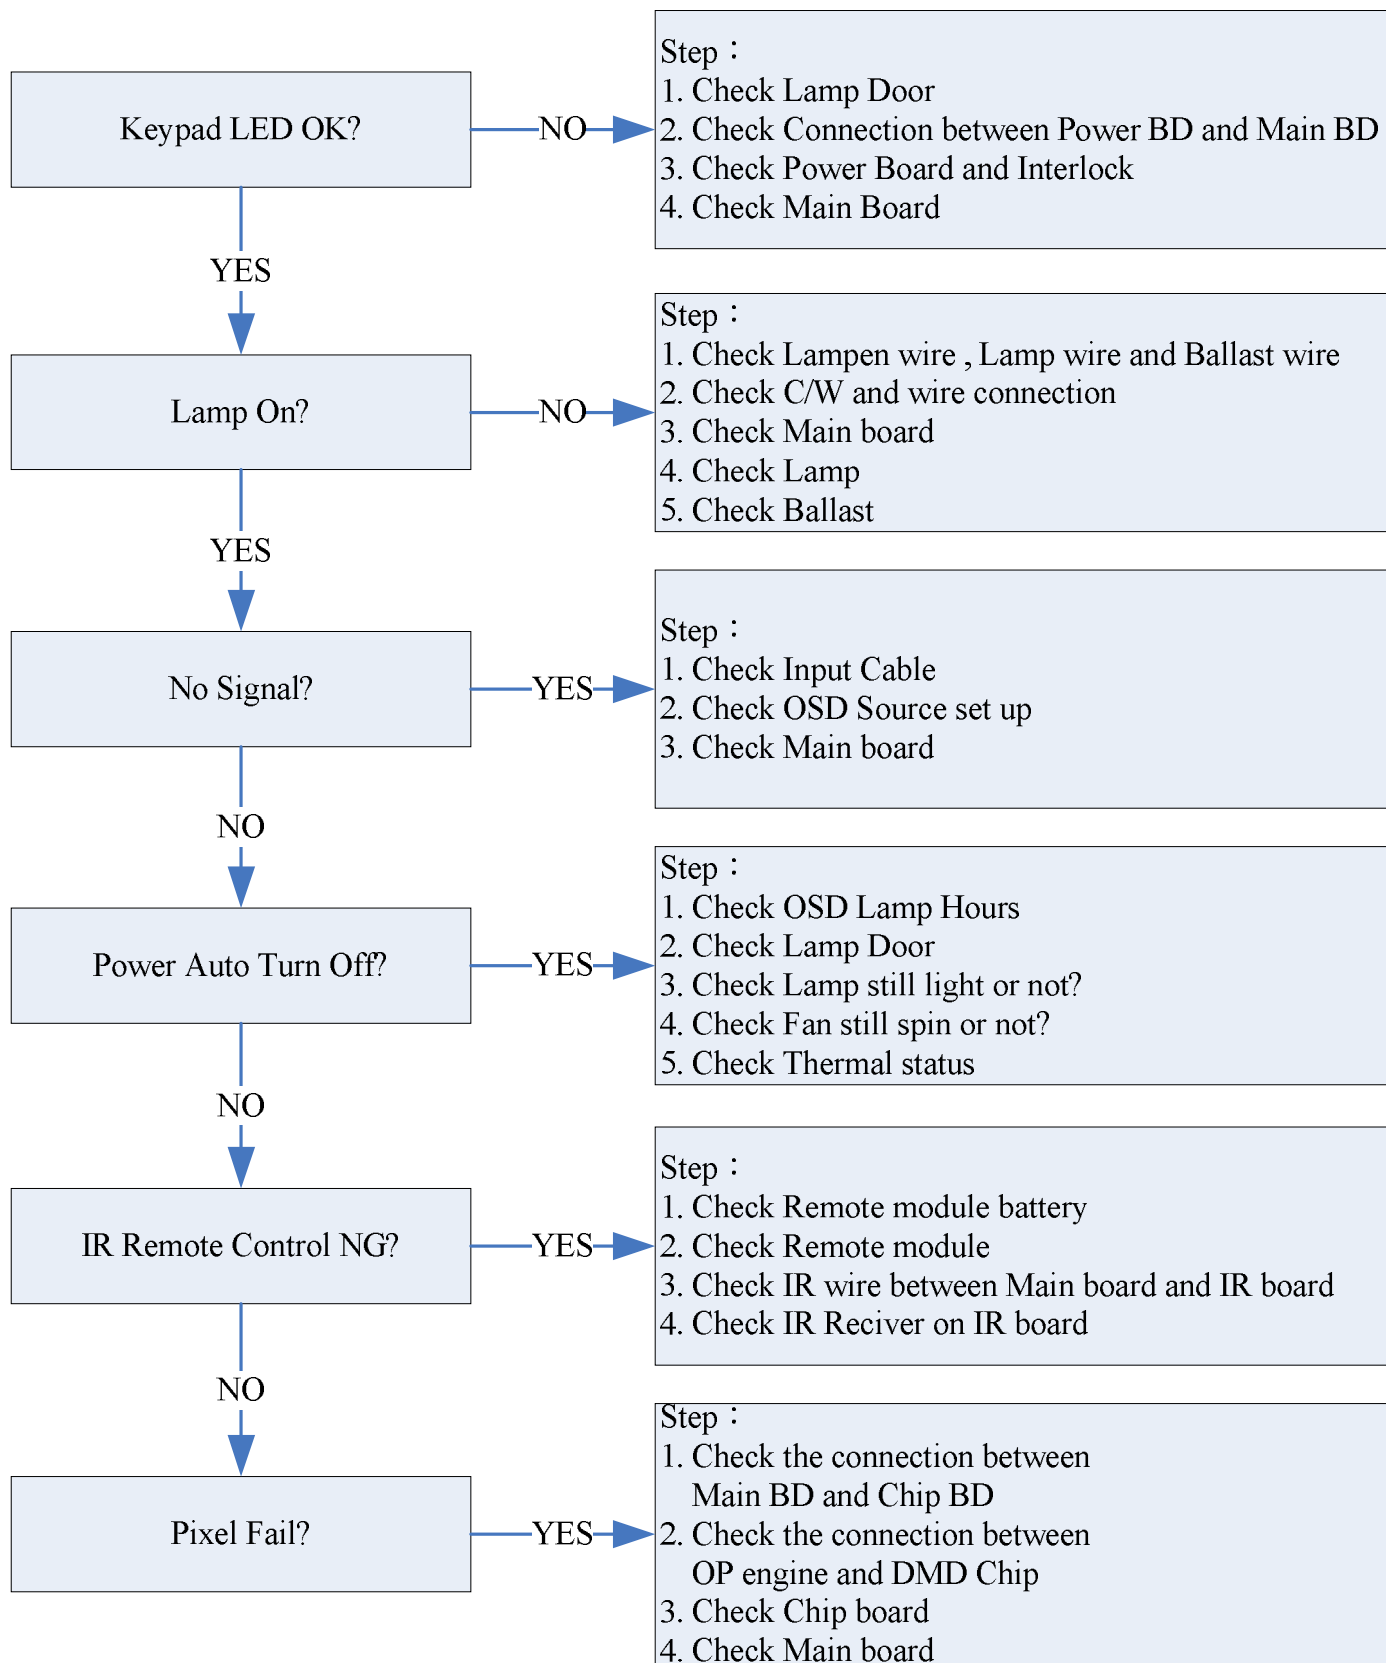 Keypad LED OK?
NO
Step：
1. Check Lamp Door
2. Check Connection between Power BD and Main BD
3. Check Power Board and Interlock
4. Check Main Board
YES
Lamp On?
NO
Step：
1. Check Lampen wire , Lamp wire and Ballast wire
2. Check C/W and wire connection
3. Check Main board
4. Check Lamp
5. Check Ballast
YES
No Signal?
YES
Step：
1. Check Input Cable
2. Check OSD Source set up
3. Check Main board
NO
Power Auto Turn Off?
YES
Step：
1. Check OSD Lamp Hours
2. Check Lamp Door
3. Check Lamp still light or not?
4. Check Fan still spin or not?
5. Check Thermal status
NO
IR Remote Control NG?
YES
Step：
1. Check Remote module battery
2. Check Remote module
3. Check IR wire between Main board and IR board
4. Check IR Reciver on IR board
NO
Pixel Fail?
YES
Step：
1. Check the connection between
Main BD and Chip BD
2. Check the connection between
OP engine and DMD Chip
3. Check Chip board
4. Check Main board